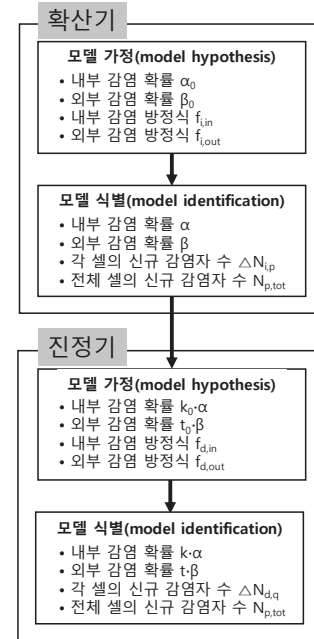 확산기
모델 가정(model hypothesis)
• 내부 감염 확률 α₀
• 외부 감염 확률 β₀
• 내부 감염 방정식 fᵢ,ᵢₙ
• 외부 감염 방정식 fᵢ,ₒᵤₜ
모델 식별(model identification)
• 내부 감염 확률 α
• 외부 감염 확률 β
• 각 셀의 신규 감염자 수 △Nᵢ,ₚ
• 전체 셀의 신규 감염자 수 Nₚ,ₜₒₜ
진정기
모델 가정(model hypothesis)
• 내부 감염 확률 k₀·α
• 외부 감염 확률 t₀·β
• 내부 감염 방정식 f_d,in
• 외부 감염 방정식 f_d,out
모델 식별(model identification)
• 내부 감염 확률 k·α
• 외부 감염 확률 t·β
• 각 셀의 신규 감염자 수 △N_d,q
• 전체 셀의 신규 감염자 수 Nₚ,ₜₒₜ